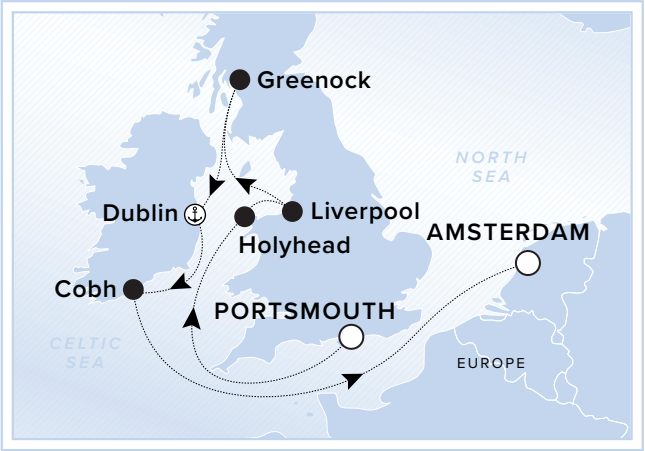 Greenock
NORTH
SEA
Dublin
Liverpool
Holyhead
AMSTERDAM
Cobh
PORTSMOUTH
CELTIC
SEA
EUROPE